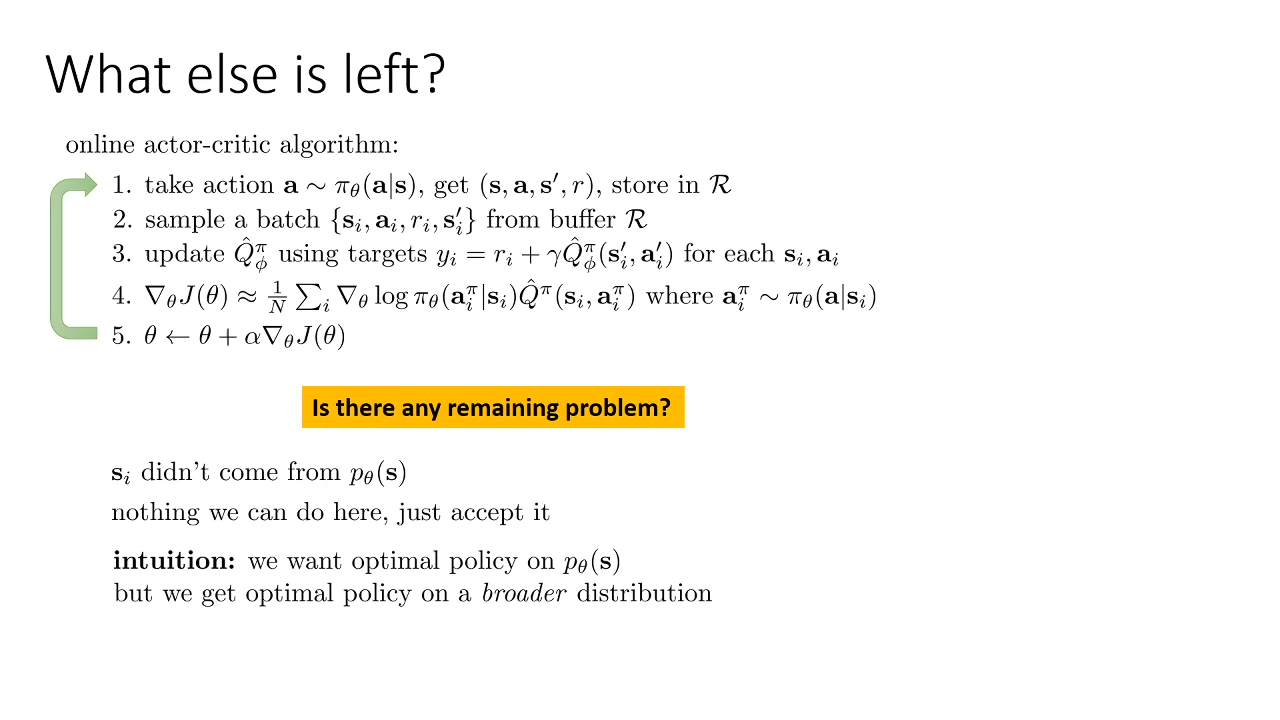 What else is left?
online actor-critic algorithm:
1. take action a ∼ π_θ(a|s), get (s, a, s′, r), store in ℛ
2. sample a batch {s_i, a_i, r_i, s′_i} from buffer ℛ
3. update Q̂^π_ϕ using targets y_i = r_i + γQ̂^π_ϕ(s′_i, a′_i) for each s_i, a_i
4. ∇_θJ(θ) ≈ 1/N ∑_i ∇_θ log π_θ(a^π_i|s_i)Q̂^π(s_i, a^π_i) where a^π_i ∼ π_θ(a|s_i)
5. θ ← θ + α∇_θJ(θ)
Is there any remaining problem?
s_i didn't come from p_θ(s)
nothing we can do here, just accept it
intuition: we want optimal policy on p_θ(s)
but we get optimal policy on a broader distribution